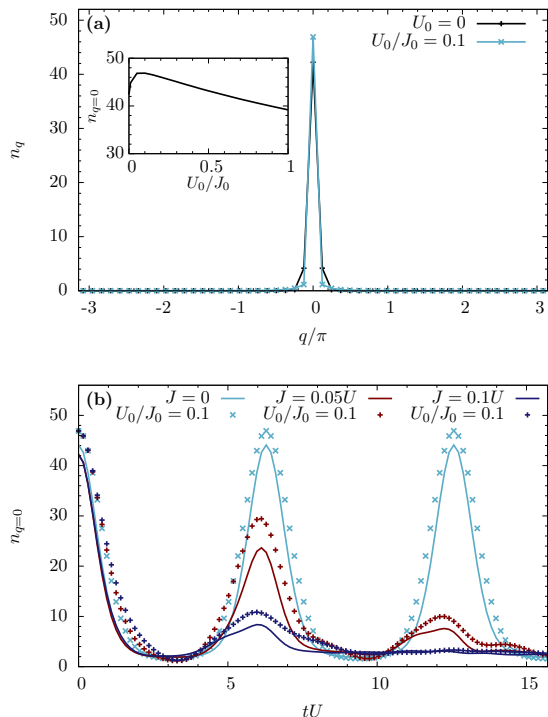 (a)
U_0 = 0
U_0/J_0 = 0.1
50
40
30
20
10
0
n_q
50
40
30
n_{q=0}
0
0.5
1
U_0/J_0
-3
-2
-1
0
1
2
3
q/π
(b)
J = 0
J = 0.05U
J = 0.1U
U_0/J_0 = 0.1
U_0/J_0 = 0.1
U_0/J_0 = 0.1
50
40
30
20
10
0
n_{q=0}
0
5
10
15
tU